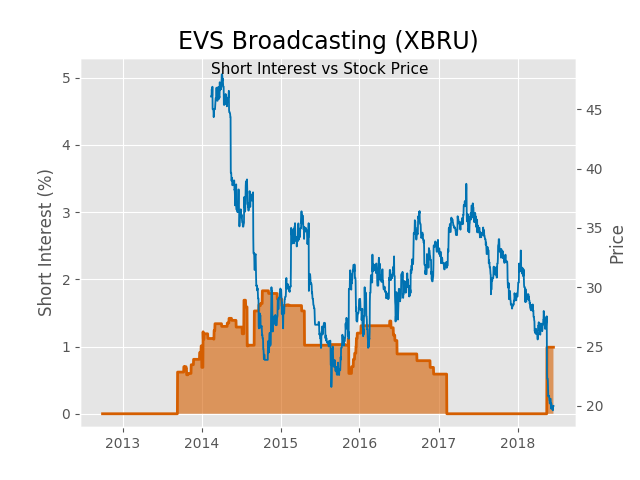 EVS Broadcasting (XBRU)
Short Interest vs Stock Price
Short Interest (%)
5
4
3
2
1
0
45
40
35
30
25
20
Price
2013 2014 2015 2016 2017 2018